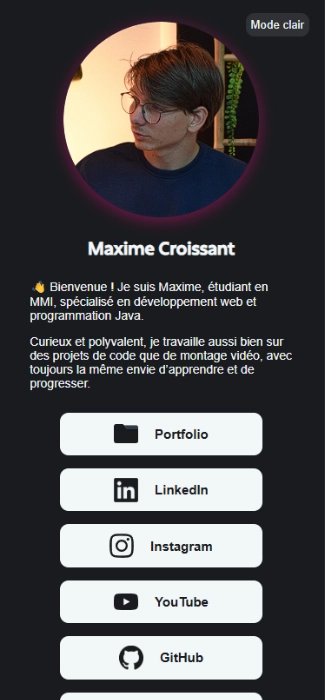 Mode clair
Maxime Croissant
👋 Bienvenue ! Je suis Maxime, étudiant en
MMI, spécialisé en développement web et
programmation Java.
Curieux et polyvalent, je travaille aussi bien sur
des projets de code que de montage vidéo, avec
toujours la même envie d'apprendre et de
progresser.
Portfolio
LinkedIn
Instagram
YouTube
GitHub